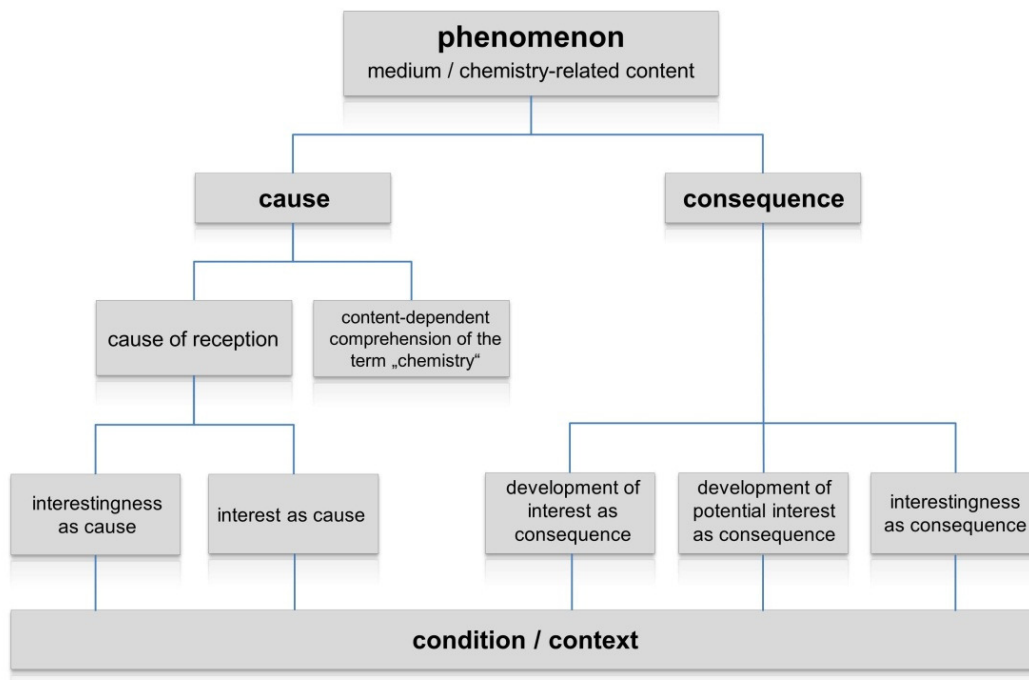 phenomenon
medium / chemistry-related content
cause
consequence
cause of reception
content-dependent
comprehension of the
term „chemistry“
interestingness
as cause
interest as cause
development of
interest as
consequence
development of
potential interest
as consequence
interestingness
as consequence
condition / context